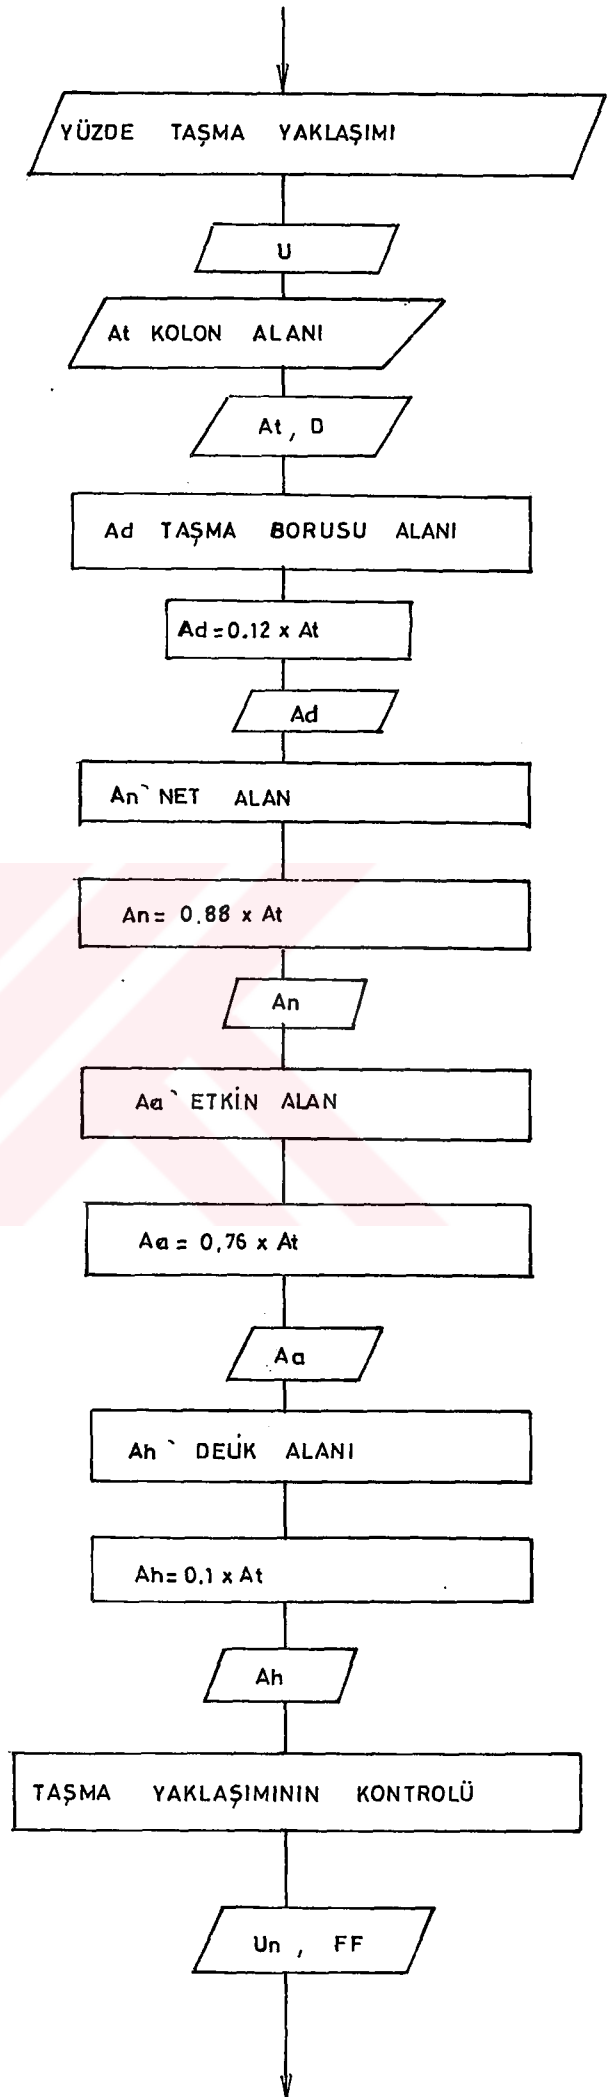 YÜZDE TAŞMA YAKLAŞIMI
U
At KOLON ALANI
At, D
Ad TAŞMA BORUSU ALANI
Ad=0.12 x At
Ad
An` NET ALAN
An= 0.88 x At
An
Aa` ETKİN ALAN
Aa = 0,76 x At
Aa
Ah` DELİK ALANI
Ah=0,1 x At
Ah
TAŞMA YAKLAŞIMININ KONTROLÜ
Un , FF